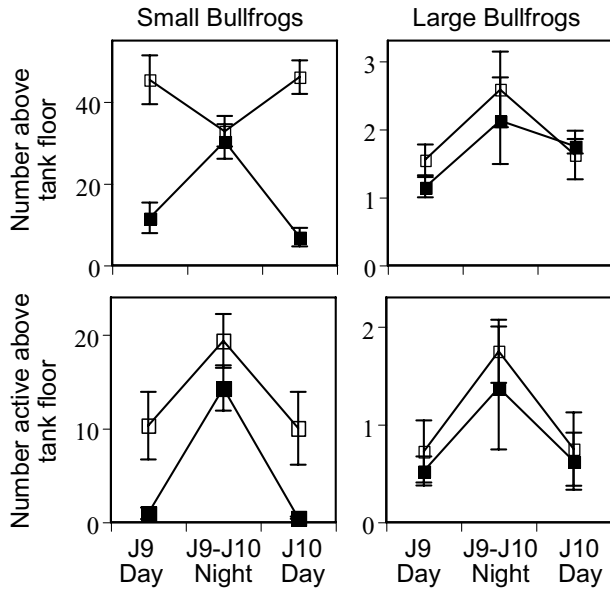 Small Bullfrogs
Large Bullfrogs
Number above
tank floor
40
20
0
3
2
1
0
Number active above
tank floor
20
10
0
2
1
0
J9
Day
J9-J10
Night
J10
Day
J9
Day
J9-J10
Night
J10
Day